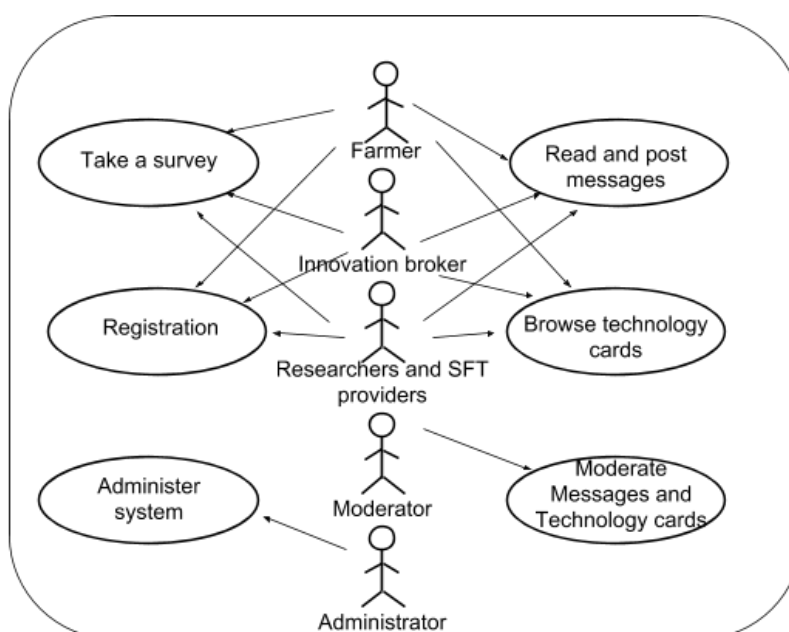 Farmer
Take a survey
Read and post
messages
Innovation broker
Registration
Browse technology
cards
Researchers and SFT
providers
Administer
system
Moderator
Moderate
Messages and
Technology cards
Administrator